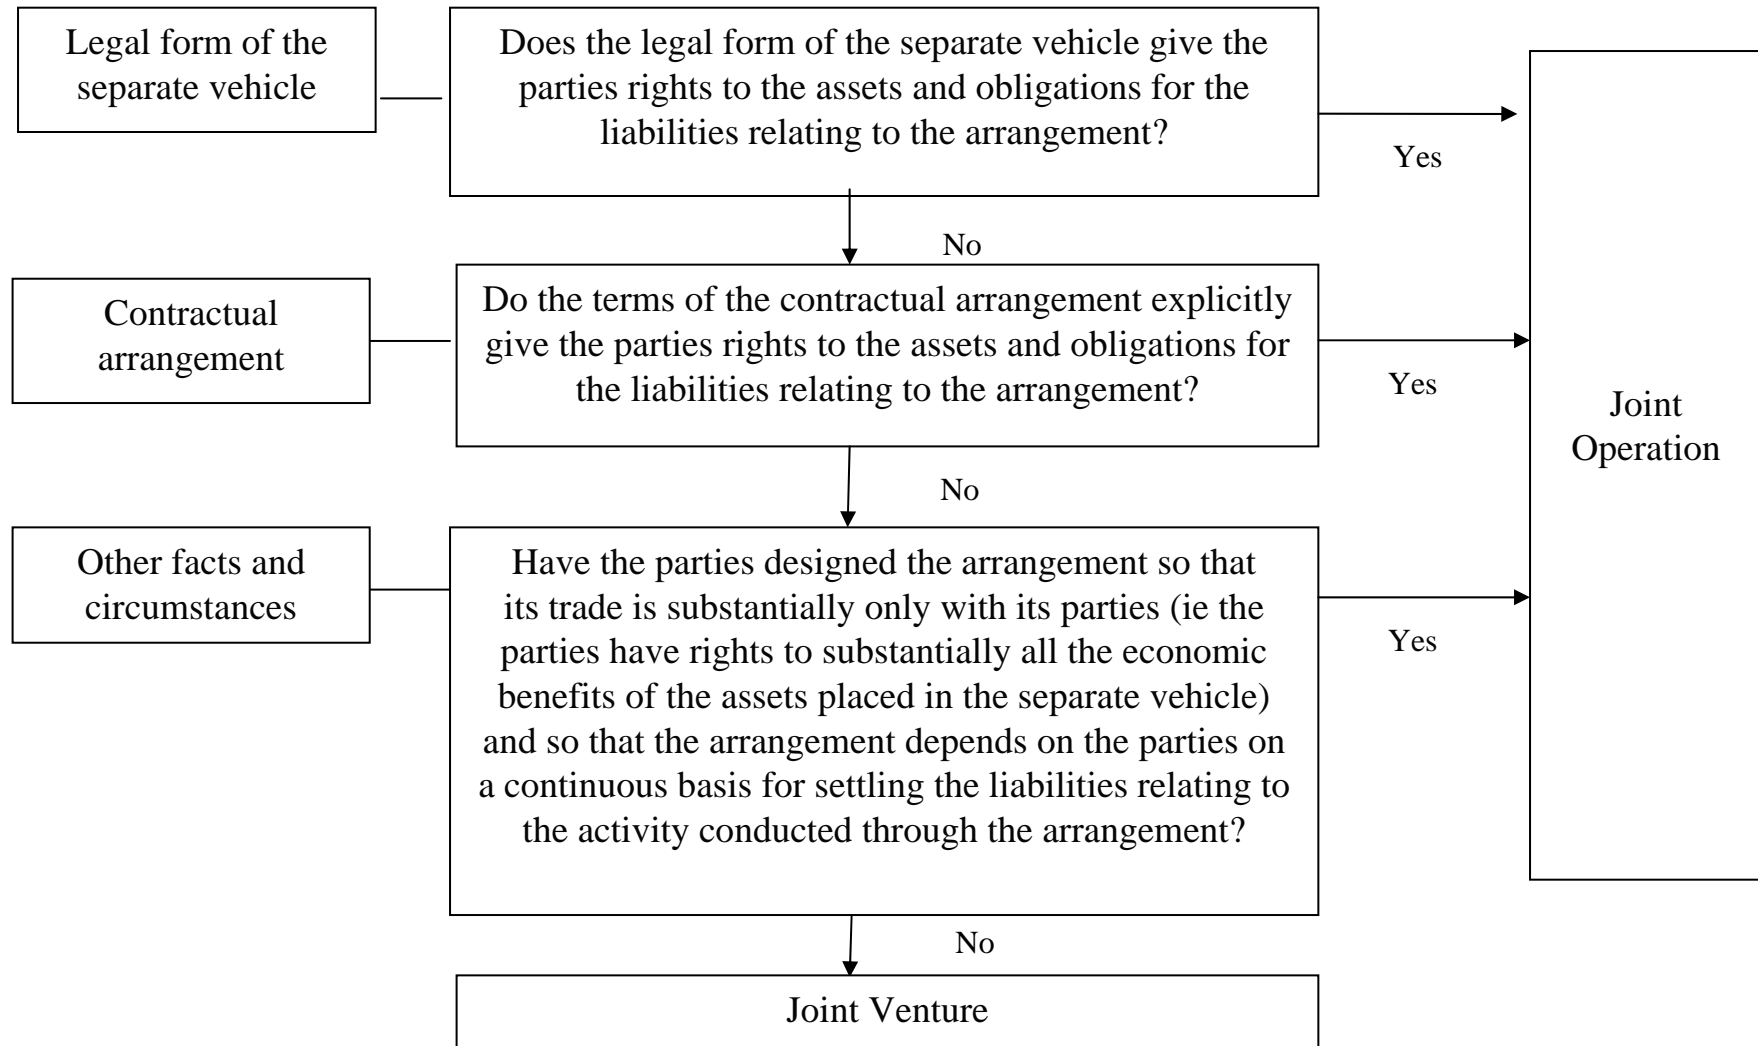 Legal form of the
separate vehicle
Does the legal form of the separate vehicle give the
parties rights to the assets and obligations for the
liabilities relating to the arrangement?
Yes
No
Contractual
arrangement
Do the terms of the contractual arrangement explicitly
give the parties rights to the assets and obligations for
the liabilities relating to the arrangement?
Yes
Joint
Operation
No
Other facts and
circumstances
Have the parties designed the arrangement so that
its trade is substantially only with its parties (ie the
parties have rights to substantially all the economic
benefits of the assets placed in the separate vehicle)
and so that the arrangement depends on the parties on
a continuous basis for settling the liabilities relating to
the activity conducted through the arrangement?
Yes
No
Joint Venture